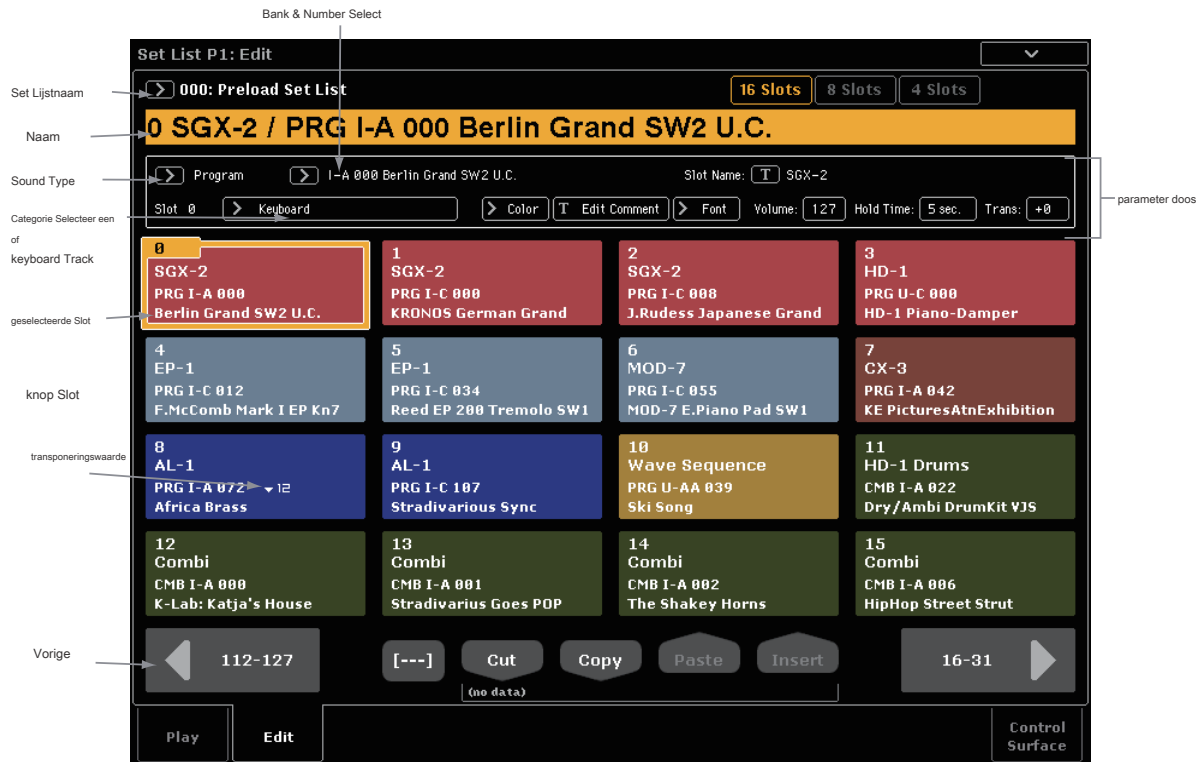 Bank & Number Select
Set List P1: Edit
Set Lijstnaam
000: Preload Set List
16 Slots
8 Slots
4 Slots
Naam
0 SGX-2 / PRG I-A 000 Berlin Grand SW2 U.C.
Sound Type
Program
I-A 000 Berlin Grand SW2 U.C.
Slot Name: T SGX-2
parameter doos
Categorie Selecteer een
of
keyboard Track
Slot 0
Keyboard
Color
T Edit Comment
Font
Volume: 127
Hold Time: 5 sec.
Trans: +0
0
SGX-2
PRG I-A 000
Berlin Grand SW2 U.C.
1
SGX-2
PRG I-C 000
KRONOS German Grand
2
SGX-2
PRG I-C 008
J.Rudess Japanese Grand
3
HD-1
PRG U-C 000
HD-1 Piano-Damper
geselecteerde Slot
knop Slot
4
EP-1
PRG I-C 012
F.McComb Mark I EP Kn7
5
EP-1
PRG I-C 034
Reed EP 200 Tremolo SW1
6
MOD-7
PRG I-C 055
MOD-7 E.Piano Pad SW1
7
CX-3
PRG I-A 042
KE PicturesAtnExhibition
transponeringswaarde
8
AL-1
PRG I-A 072 12
Africa Brass
9
AL-1
PRG I-C 107
Stradivarious Sync
10
Wave Sequence
PRG U-AA 039
Ski Song
11
HD-1 Drums
CMB I-A 022
Dry/Ambi DrumKit VJS
12
Combi
CMB I-A 000
K-Lab: Katja's House
13
Combi
CMB I-A 001
Stradivarius Goes POP
14
Combi
CMB I-A 002
The Shakey Horns
15
Combi
CMB I-A 006
HipHop Street Strut
Vorige
112-127
[---]
Cut
Copy
Paste
Insert
16-31
(no data)
Play
Edit
Control
Surface